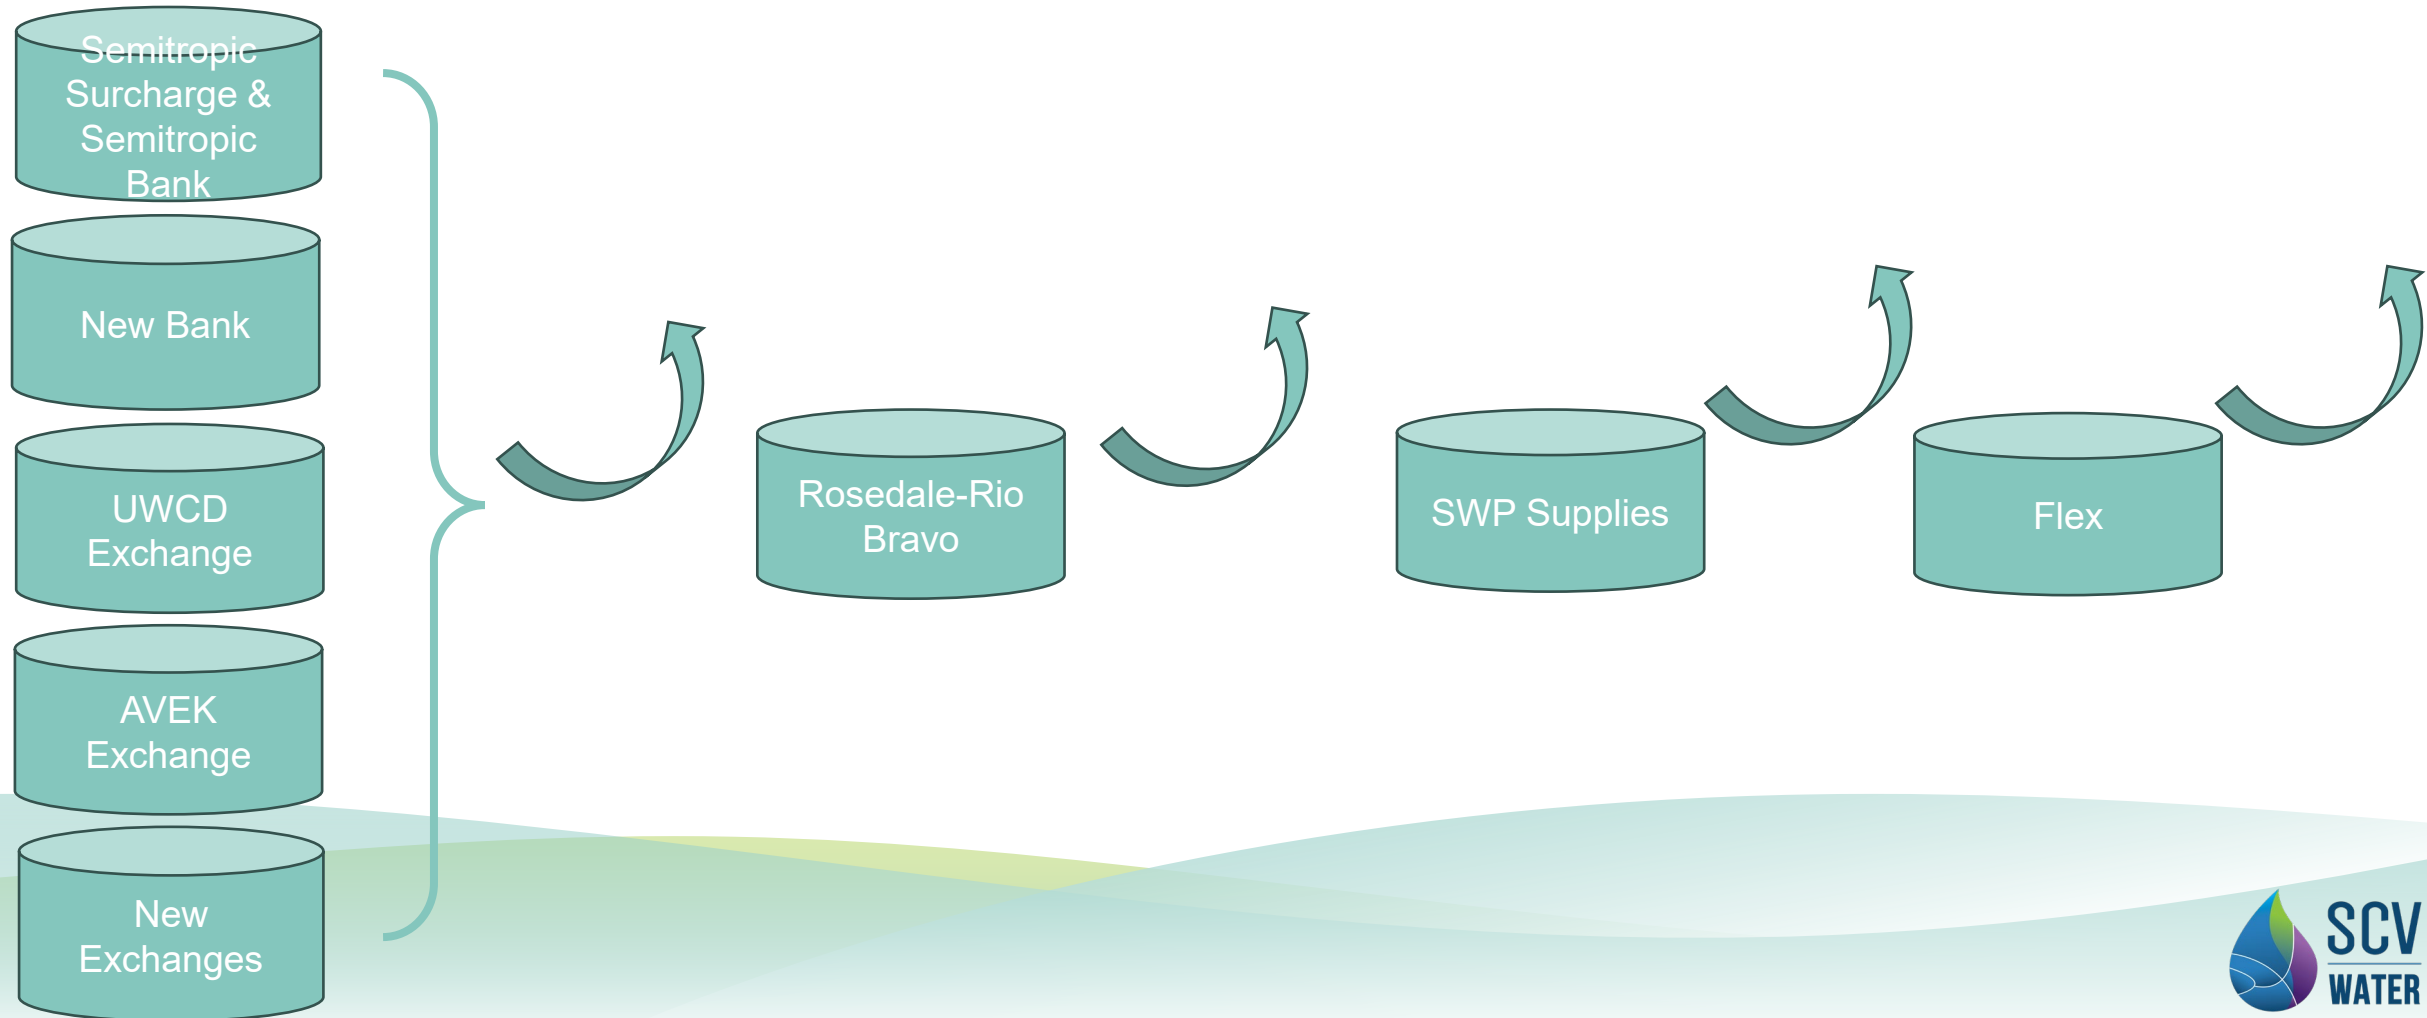 Semitropic
Surcharge &
Semitropic
Bank
New Bank
UWCD
Exchange
AVEK
Exchange
New
Exchanges
Rosedale-Rio
Bravo
SWP Supplies
Flex
SCV
WATER